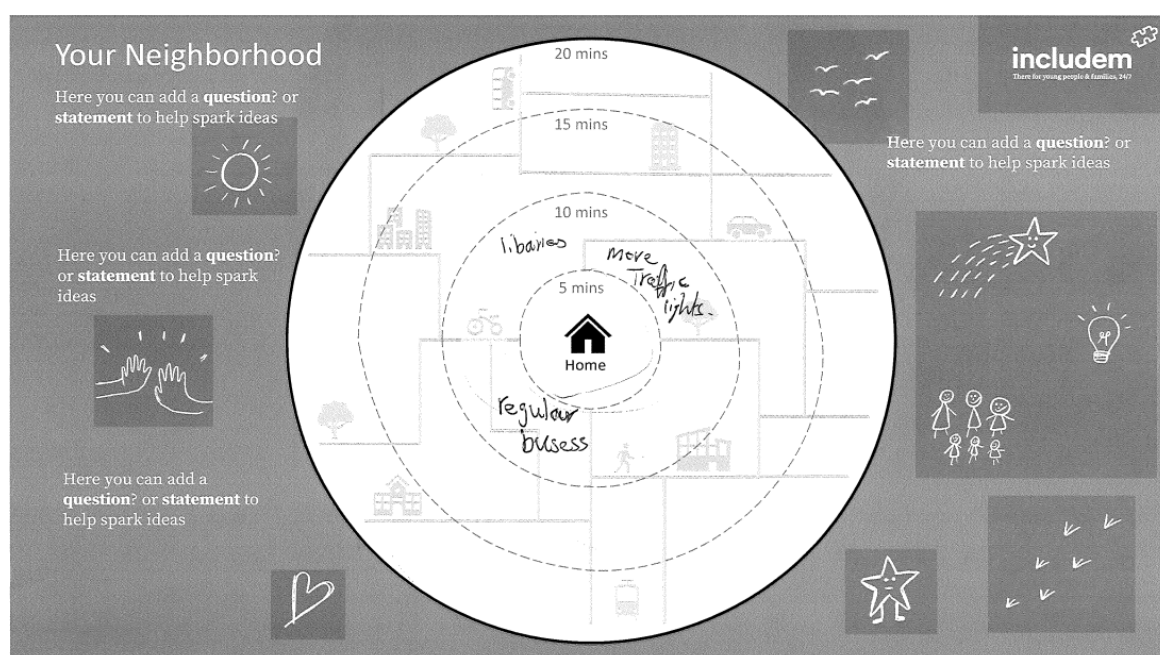 Your Neighborhood
Here you can add a question? or
statement to help spark ideas
Here you can add a question?
or statement to help spark
ideas
Here you can add a
question? or statement to
help spark ideas
20 mins
15 mins
10 mins
libaries
more
Traffic
lights.
5 mins
Home
regulour
busess
includem
There for young people & families, 24/7
Here you can add a question? or
statement to help spark ideas